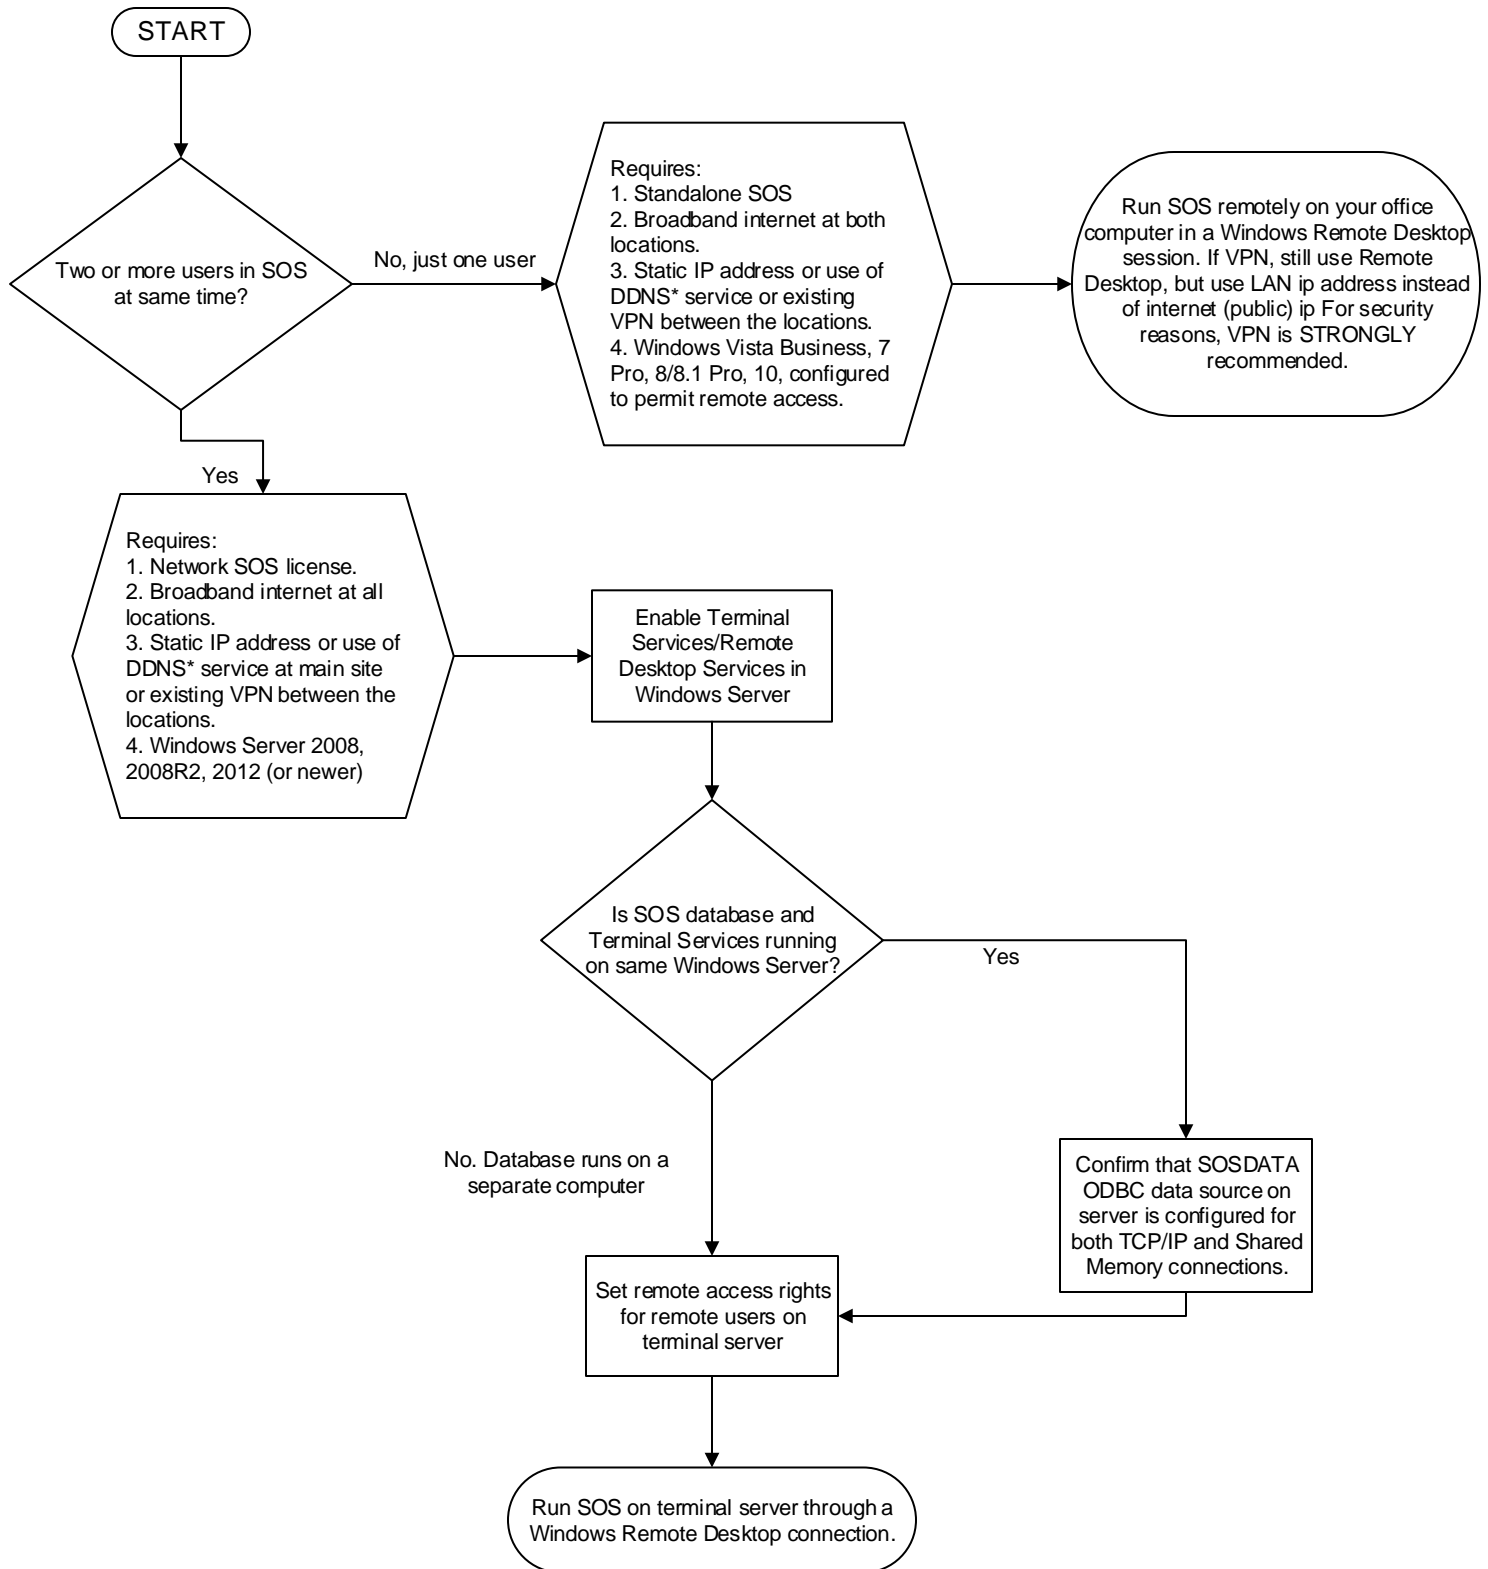 START
Two or more users in SOS
at same time?
No, just one user
Requires:
1. Standalone SOS
2. Broadband internet at both
locations.
3. Static IP address or use of
DDNS* service or existing
VPN between the locations.
4. Windows Vista Business, 7
Pro, 8/8.1 Pro, 10, configured
to permit remote access.
Run SOS remotely on your office
computer in a Windows Remote Desktop
session. If VPN, still use Remote
Desktop, but use LAN ip address instead
of internet (public) ip For security
reasons, VPN is STRONGLY
recommended.
Yes
Requires:
1. Network SOS license.
2. Broadband internet at all
locations.
3. Static IP address or use of
DDNS* service at main site
or existing VPN between the
locations.
4. Windows Server 2008,
2008R2, 2012 (or newer)
Enable Terminal
Services/Remote
Desktop Services in
Windows Server
Is SOS database and
Terminal Services running
on same Windows Server?
Yes
No. Database runs on a
separate computer
Confirm that SOSDATA
ODBC data source on
server is configured for
both TCP/IP and Shared
Memory connections.
Set remote access rights
for remote users on
terminal server
Run SOS on terminal server through a
Windows Remote Desktop connection.